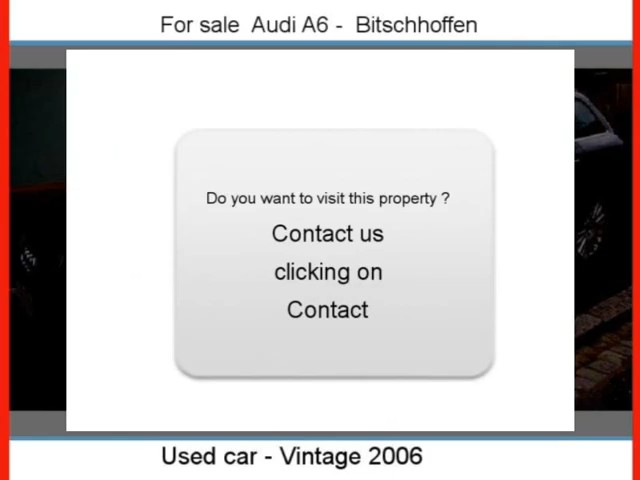 For sale  Audi A6 -  Bitschhoffen
Do you want to visit this property ?
Contact us
clicking on
Contact
Used car - Vintage 2006